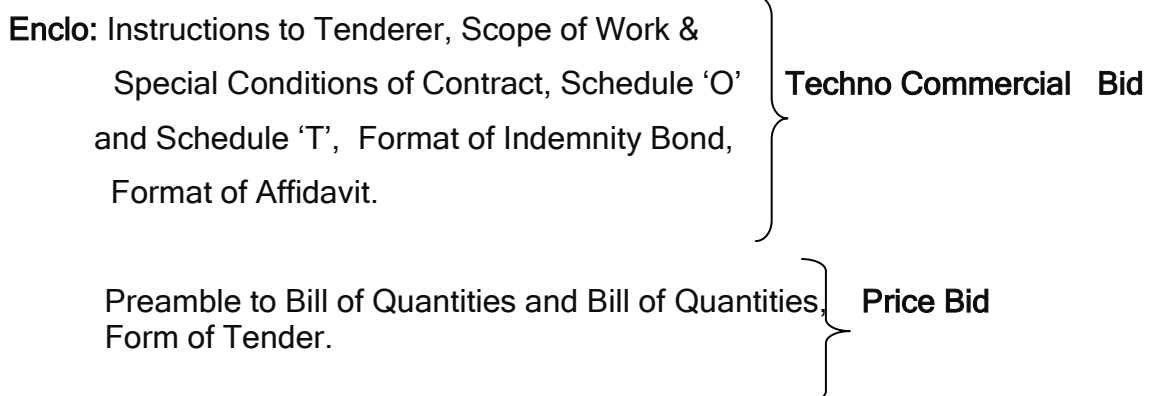 Enclo: Instructions to Tenderer, Scope of Work &
Special Conditions of Contract, Schedule ‘O’ Techno Commercial Bid
and Schedule ‘T’, Format of Indemnity Bond,
Format of Affidavit.
Preamble to Bill of Quantities and Bill of Quantities, Price Bid
Form of Tender.